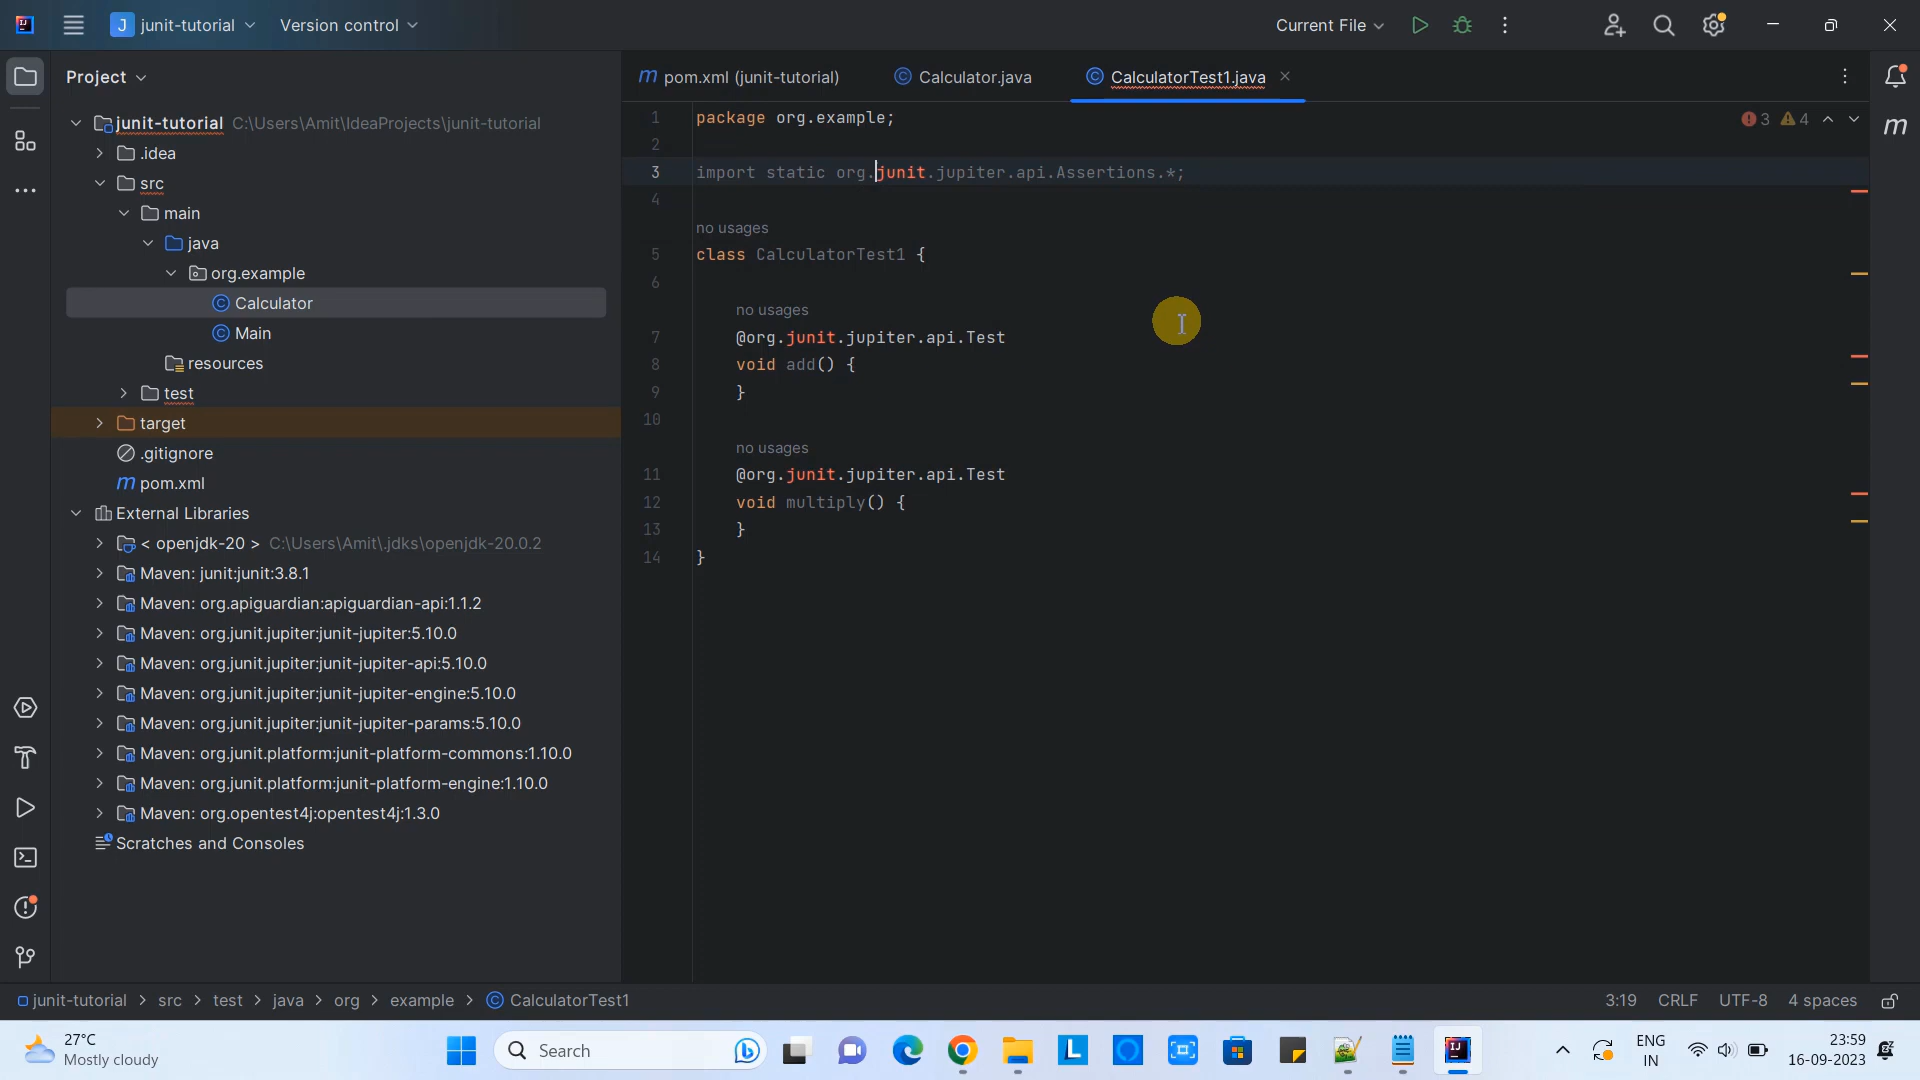 J junit-tutorial Version control Current File
Project
pom.xml (junit-tutorial) Calculator.java CalculatorTest1.java
junit-tutorial C:\Users\Amit\IdeaProjects\junit-tutorial
.idea
src
main
java
org.example
Calculator
Main
resources
test
target
.gitignore
m pom.xml
External Libraries
< openjdk-20 > C:\Users\Amit\.jdks\openjdk-20.0.2
Maven: junit:junit:3.8.1
Maven: org.apiguardian:apiguardian-api:1.1.2
Maven: org.junit.jupiter:junit-jupiter:5.10.0
Maven: org.junit.jupiter:junit-jupiter-api:5.10.0
Maven: org.junit.jupiter:junit-jupiter-engine:5.10.0
Maven: org.junit.jupiter:junit-jupiter-params:5.10.0
Maven: org.junit.platform:junit-platform-commons:1.10.0
Maven: org.junit.platform:junit-platform-engine:1.10.0
Maven: org.opentest4j:opentest4j:1.3.0
Scratches and Consoles
1 package org.example;
3 4
2
3 import static org.junit.jupiter.api.Assertions.*;
4
no usages
5 class CalculatorTest1 {
6
no usages
7 @org.junit.jupiter.api.Test
8 void add() {
9 }
10
no usages
11 @org.junit.jupiter.api.Test
12 void multiply() {
13 }
14 }
junit-tutorial > src > test > java > org > example > CalculatorTest1
3:19 CRLF UTF-8 4 spaces
27°C
Mostly cloudy
Search
ENG
IN
23:59
16-09-2023